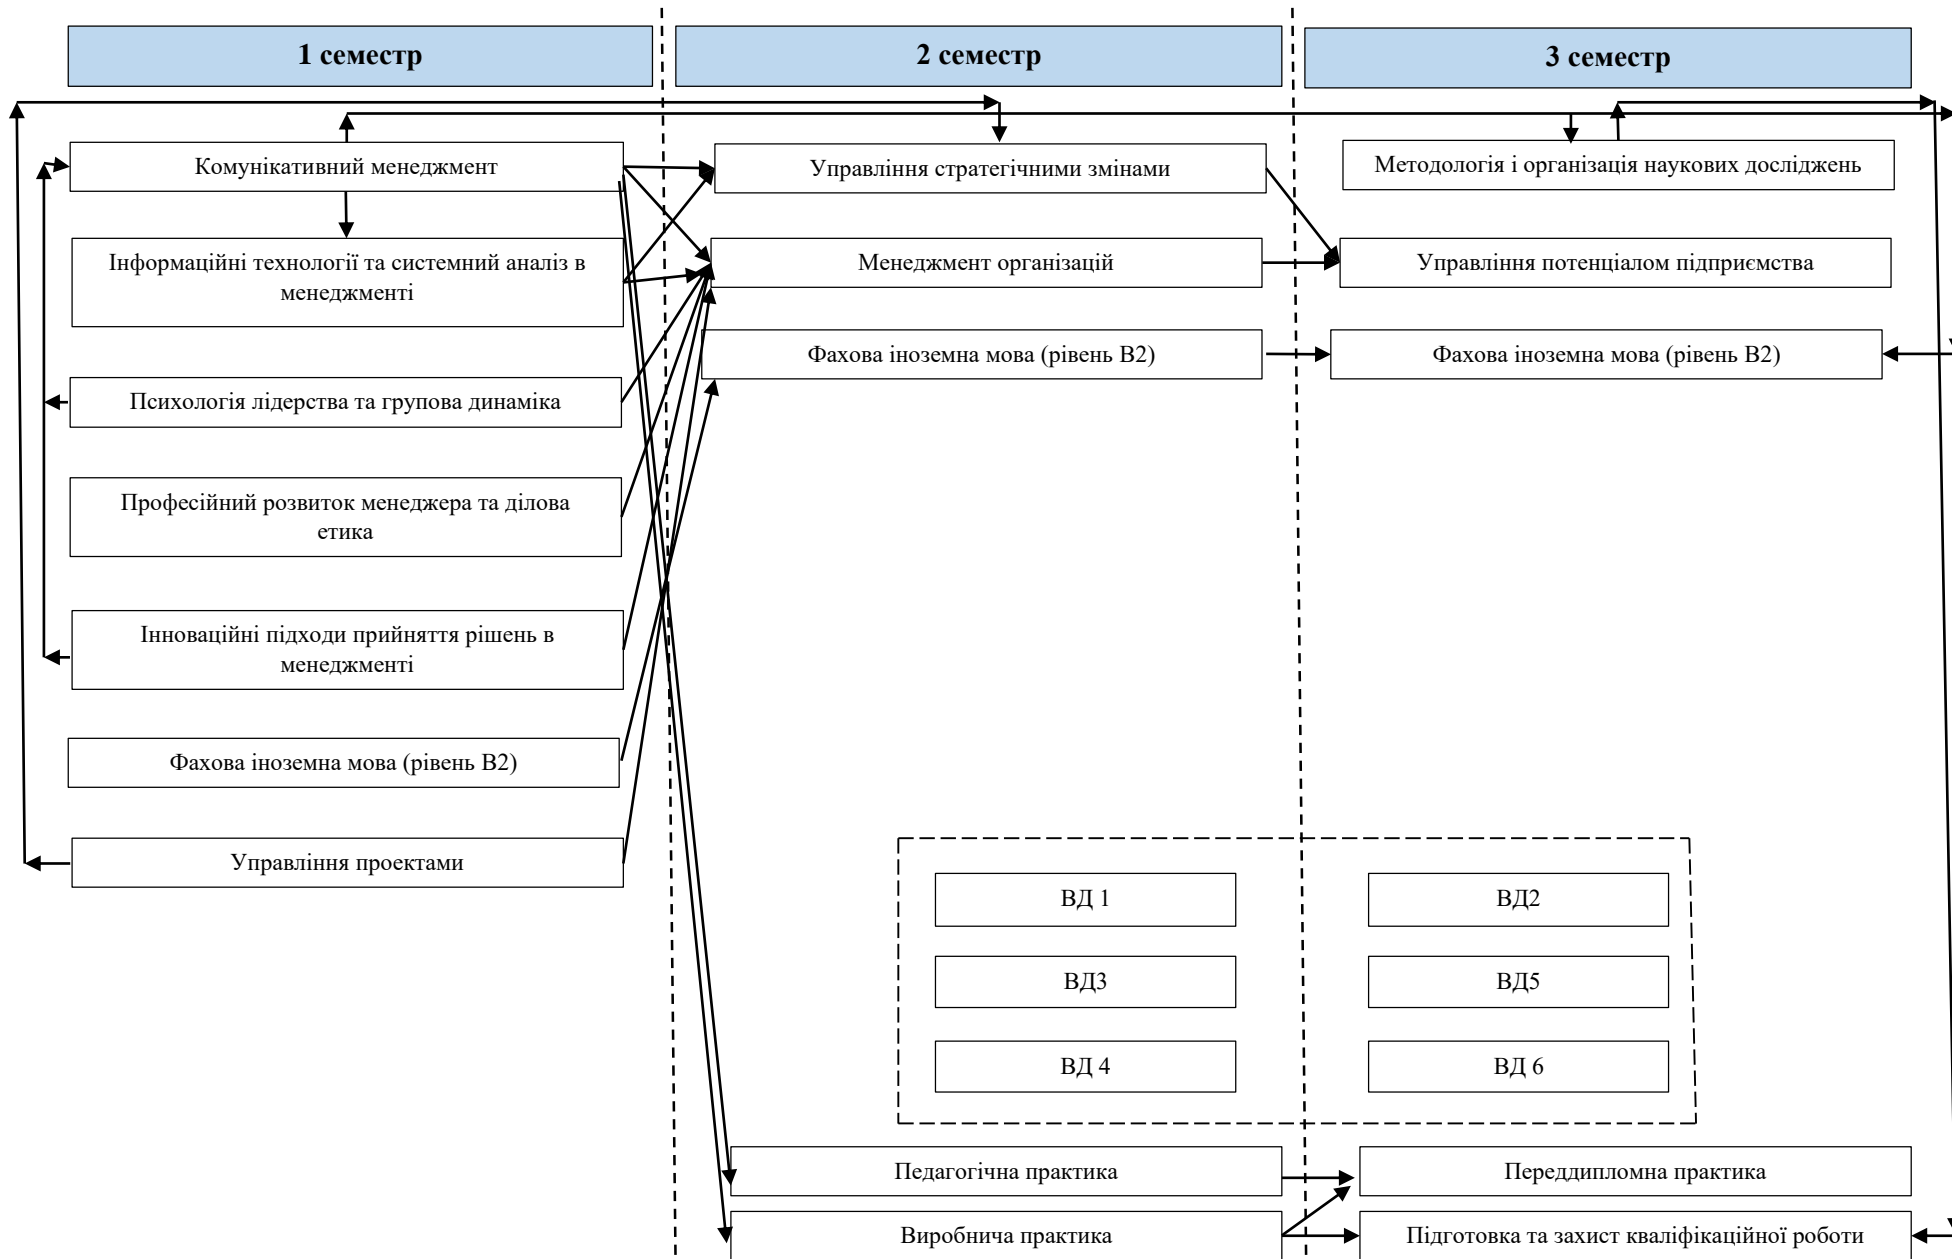 1 семестр
2 семестр
3 семестр
Комунікативний менеджмент
Управління стратегічними змінами
Методологія і організація наукових досліджень
Інформаційні технології та системний аналіз в
менеджменті
Менеджмент організацій
Управління потенціалом підприємства
Фахова іноземна мова (рівень В2)
Фахова іноземна мова (рівень В2)
Психологія лідерства та групова динаміка
Професійний розвиток менеджера та ділова
етика
Інноваційні підходи прийняття рішень в
менеджменті
Фахова іноземна мова (рівень В2)
Управління проектами
ВД 1
ВД2
ВД3
ВД5
ВД 4
ВД 6
Педагогічна практика
Переддипломна практика
Виробнича практика
Підготовка та захист кваліфікаційної роботи